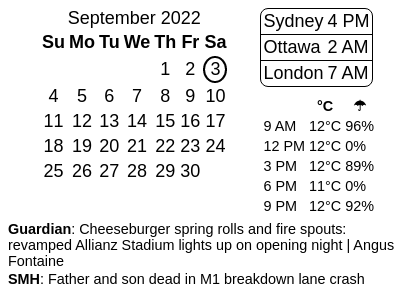 September 2022
Su Mo Tu We Th Fr Sa
1 2 3
4 5 6 7 8 9 10
11 12 13 14 15 16 17
18 19 20 21 22 23 24
25 26 27 28 29 30
Sydney 4 PM
Ottawa 2 AM
London 7 AM
°C ☂
9 AM 12°C 96%
12 PM 12°C 0%
3 PM 12°C 89%
6 PM 11°C 0%
9 PM 12°C 92%
Guardian: Cheeseburger spring rolls and fire spouts:
revamped Allianz Stadium lights up on opening night | Angus
Fontaine
SMH: Father and son dead in M1 breakdown lane crash